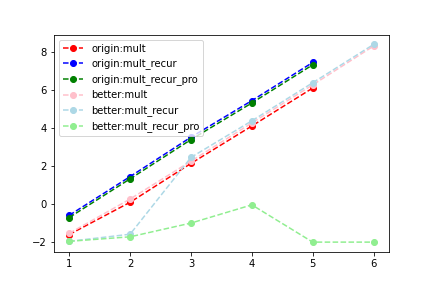 origin:mult
origin:mult_recur
origin:mult_recur_pro
better:mult
better:mult_recur
better:mult_recur_pro
8
6
4
2
0
−2
1 2 3 4 5 6